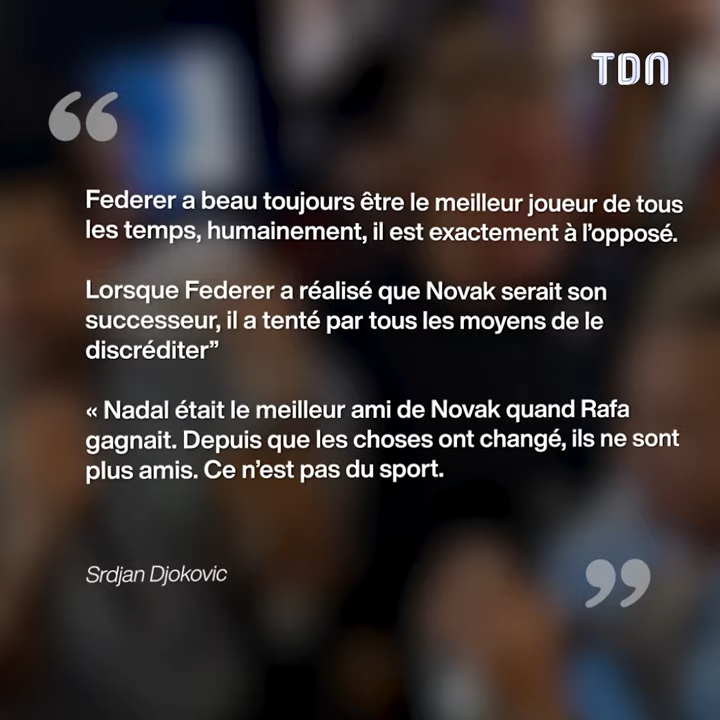 TDN
“
Federer a beau toujours être le meilleur joueur de tous
les temps, humainement, il est exactement à l’opposé.
Lorsque Federer a réalisé que Novak serait son
successeur, il a tenté par tous les moyens de le
discréditer”
« Nadal était le meilleur ami de Novak quand Rafa
gagnait. Depuis que les choses ont changé, ils ne sont
plus amis. Ce n’est pas du sport.
Srdjan Djokovic
”